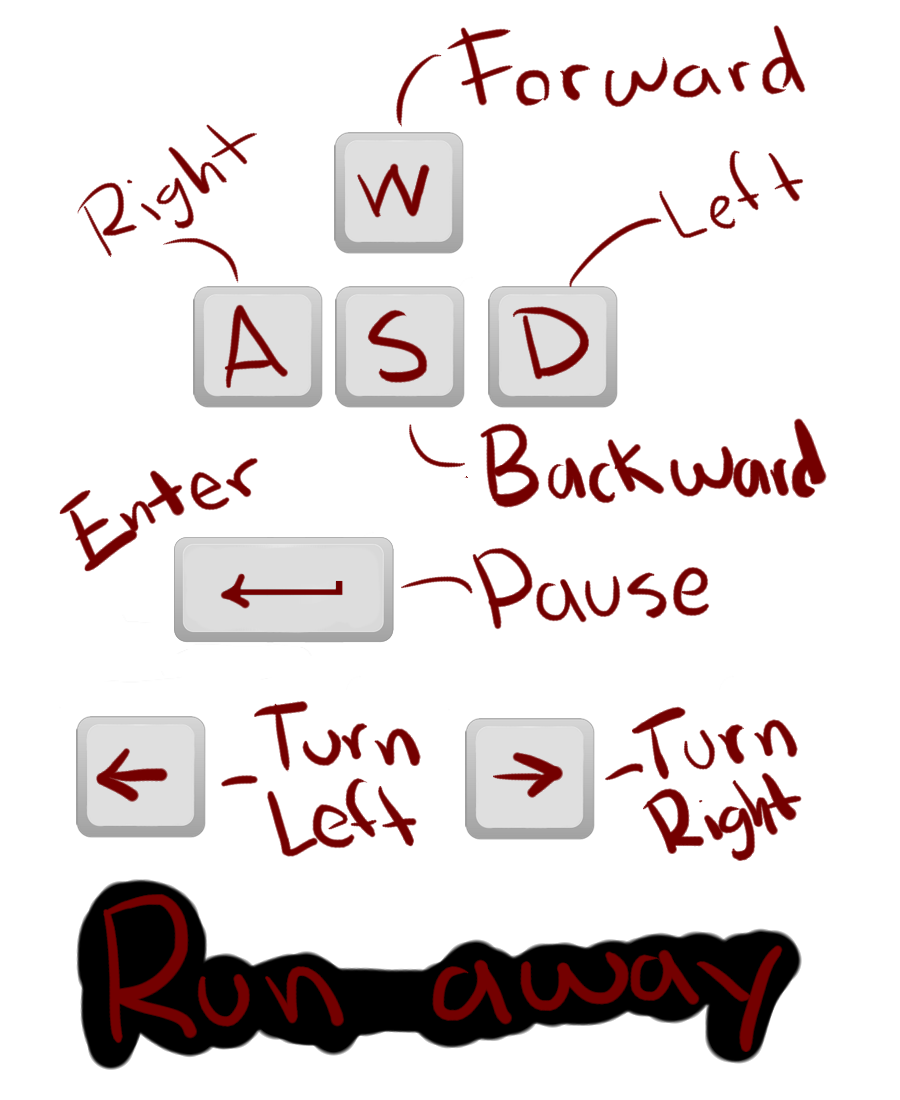 Forward
Right
W
Left
A S D
Backward
Enter
Pause
Turn
Left
Turn
Right
Run away